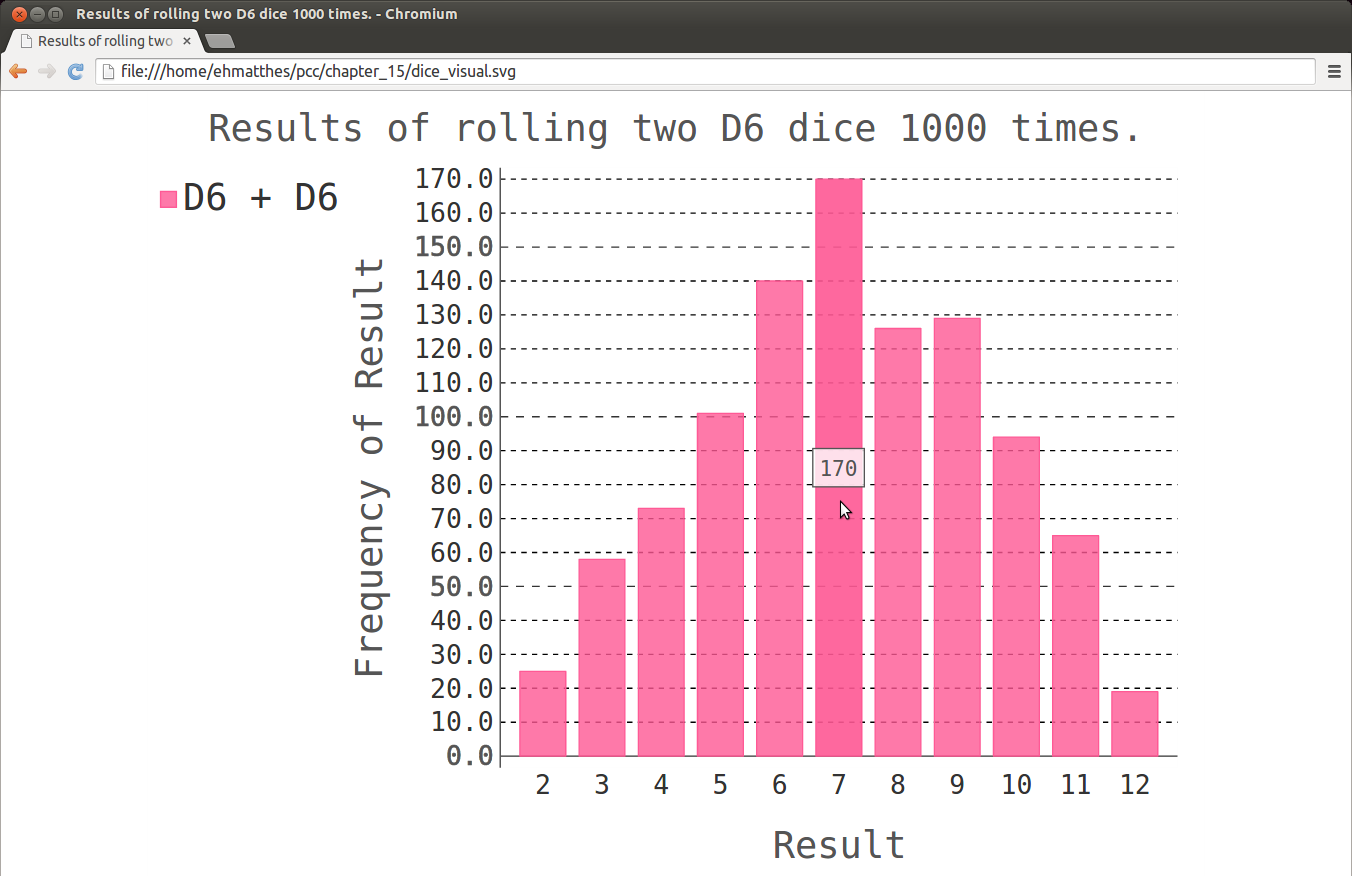 Results of rolling two D6 dice 1000 times. - Chromium
Results of rolling two
file:///home/ehmatthes/pcc/chapter_15/dice_visual.svg
Results of rolling two D6 dice 1000 times.
D6 + D6
Frequency of Result
170.0
160.0
150.0
140.0
130.0
120.0
110.0
100.0
90.0
80.0
70.0
60.0
50.0
40.0
30.0
20.0
10.0
0.0
170
2 3 4 5 6 7 8 9 10 11 12
Result